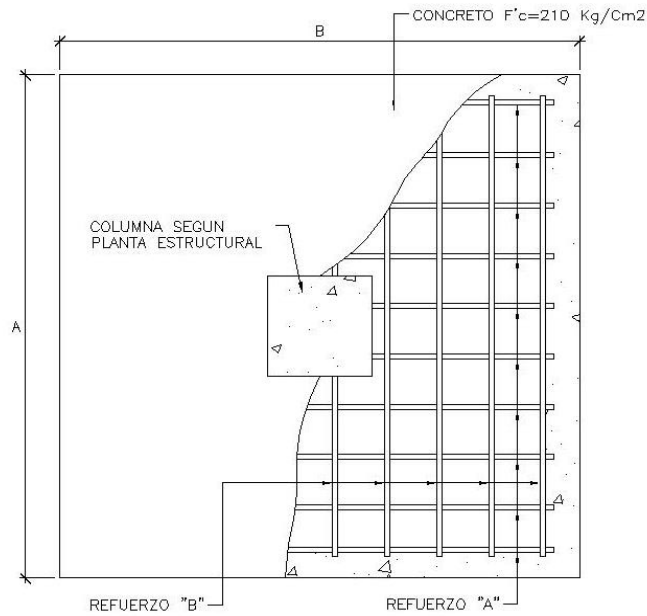 CONCRETO F'c=210 Kg/Cm2
B
COLUMNA SEGUN
PLANTA ESTRUCTURAL
A
REFUERZO "B"
REFUERZO "A"